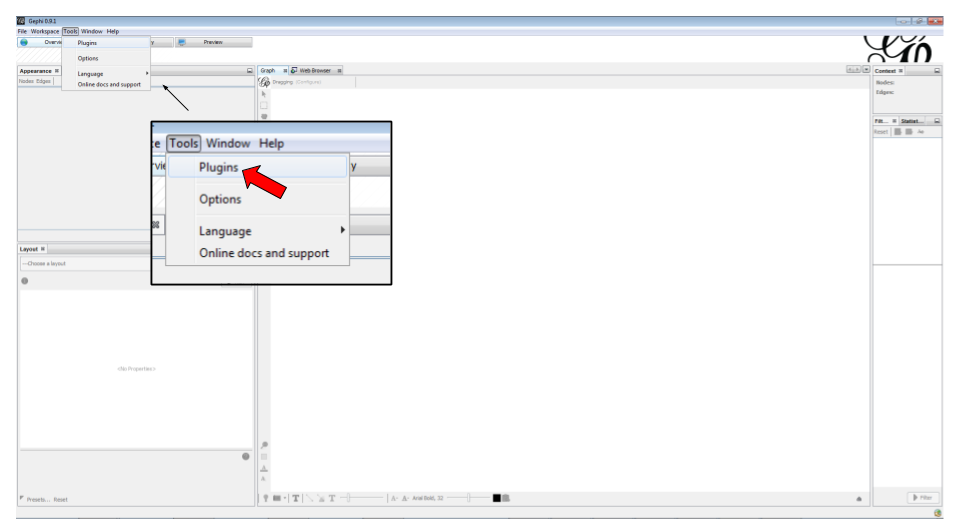 Gephi 0.9.1
File Workspace Tools Window Help
Preview
Plugins
Options
Language
Online docs and support
Appearance
Nodes Edges
Graph Web Browser
Dragging (Configure)
Context
Nodes:
Edges:
Filt... Statist...
Reset
Tools Window Help
Plugins
Options
Language
Online docs and support
Layout
---Choose a layout
<No Properties>
Presets... Reset
T T A- A- Arial Bold, 32
Filter